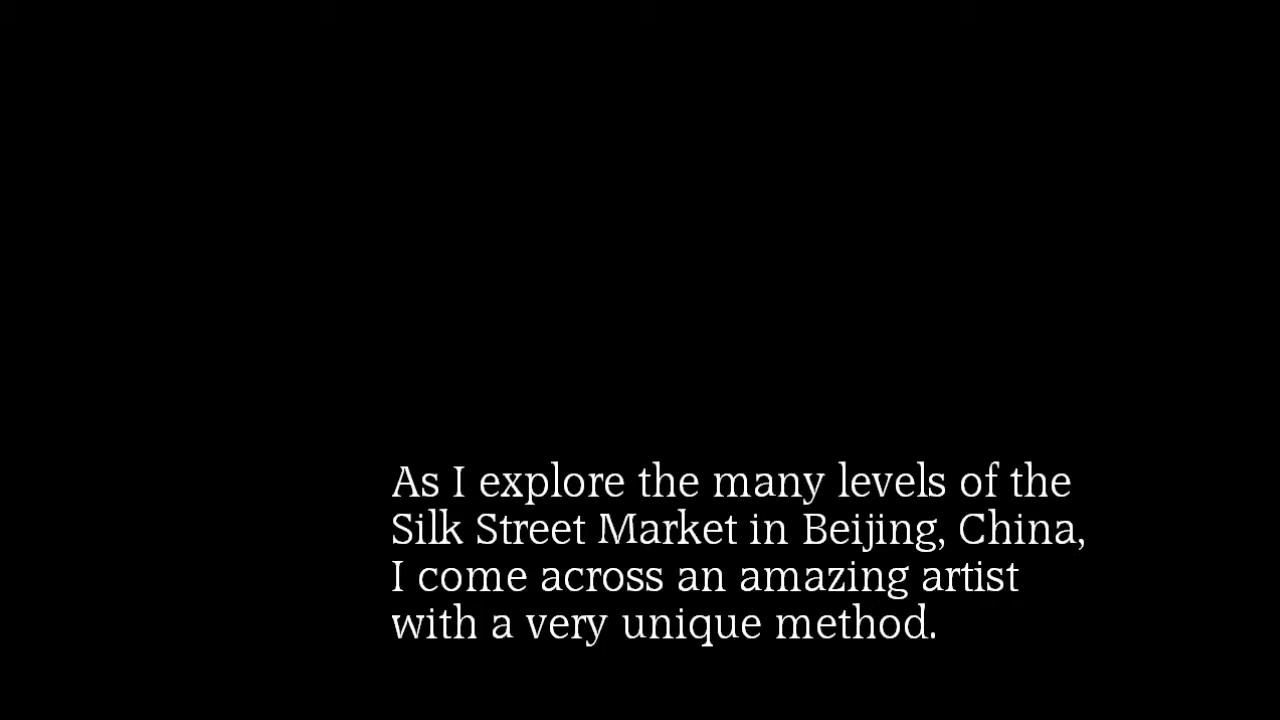 As I explore the many levels of the
Silk Street Market in Beijing, China,
I come across an amazing artist
with a very unique method.